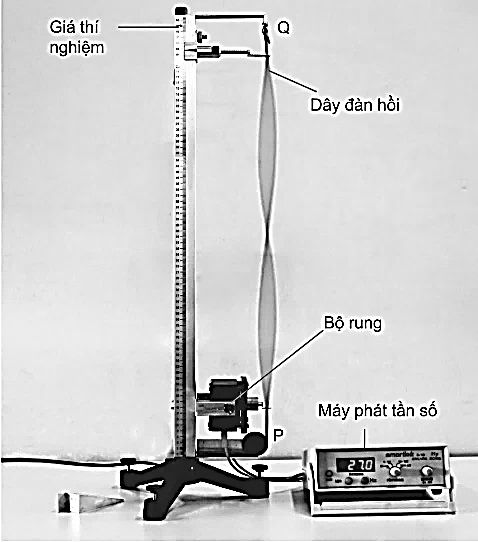 Giá thí
nghiệm
Q
Dây đàn hồi
Bộ rung
Máy phát tần số
P
27.0